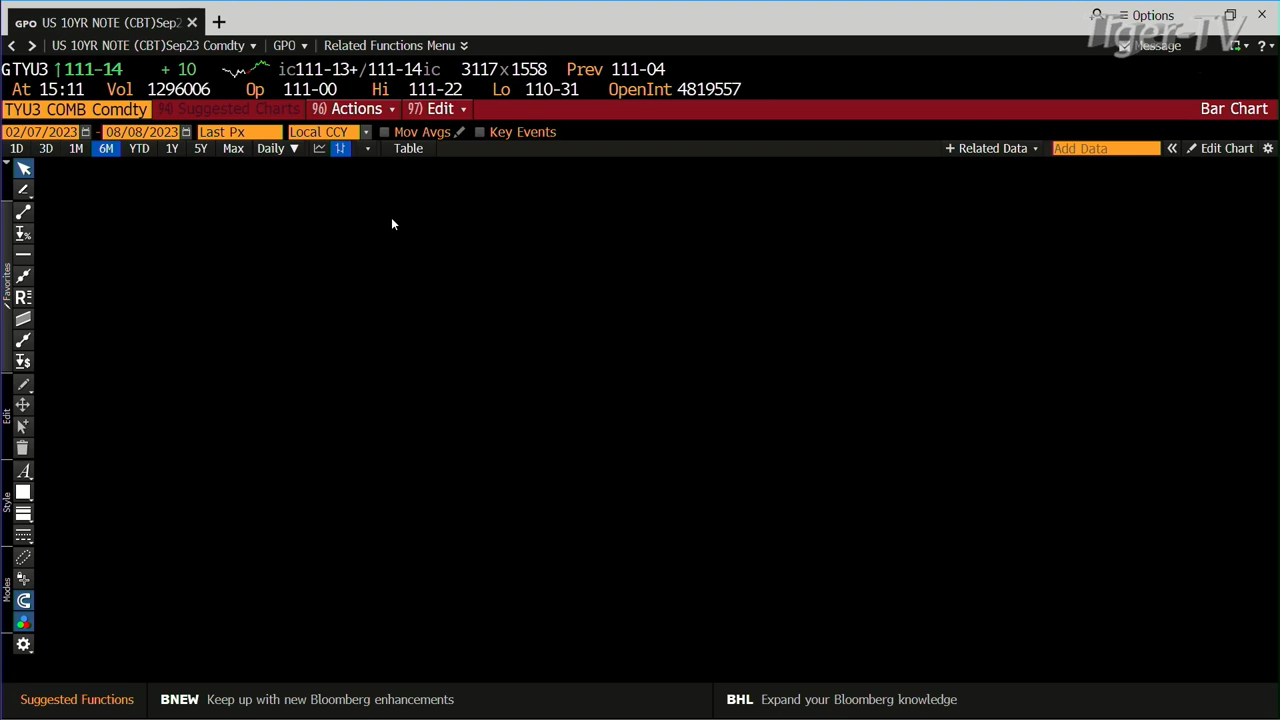 GPO US 10YR NOTE (CBT)Sep2
Options
US 10YR NOTE (CBT)Sep23 Comdty GPO Related Functions Menu
Message
Tiger-TV
GTYU3 ↑111-14 + 10 ic111-13+/111-14ic 3117x1558 Prev 111-04
At 15:11 Vol 1296006 Op 111-00 Hi 111-22 Lo 110-31 OpenInt 4819557
TYU3 COMB Comdty 94) Suggested Charts 96) Actions 97) Edit Bar Chart
02/07/2023 - 08/08/2023 Last Px Local CCY Mov Avgs Key Events
1D 3D 1M 6M YTD 1Y 5Y Max Daily ▼ Table + Related Data Add Data « Edit Chart
Favorites
Edit
Style
Modes
Suggested Functions BNEW Keep up with new Bloomberg enhancements BHL Expand your Bloomberg knowledge